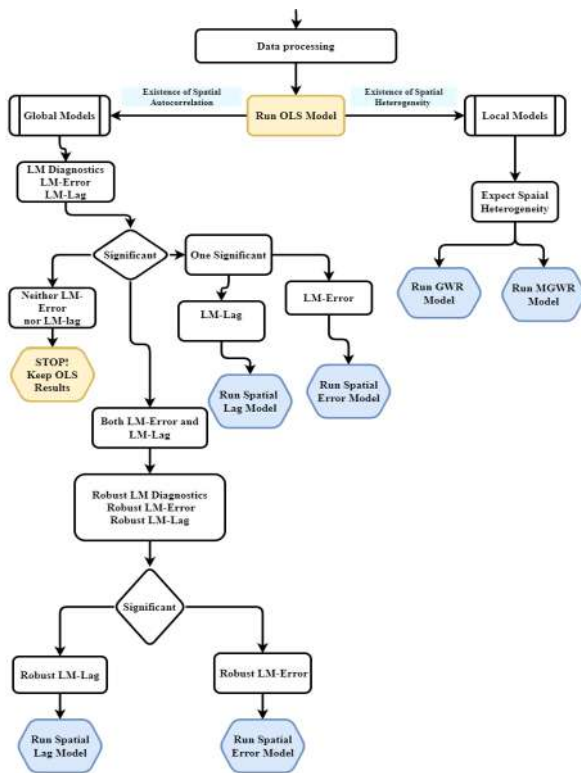 Data processing
Existence of Spatial
Autocorrelation
Existence of Spatial
Heterogeneity
Global Models
Run OLS Model
Local Models
LM Diagnostics
LM-Error
LM-Lag
Expect Spaial
Heterogeneity
Significant
One Significant
Run GWR
Model
Run MGWR
Model
Neither LM-
Error
nor LM-lag
LM-Lag
LM-Error
STOP!
Keep OLS
Results
Run Spatial
Lag Model
Run Spatial
Error Model
Both LM-Error and
LM-Lag
Robust LM Diagnostics
Robust LM-Error
Robust LM-Lag
Significant
Robust LM-Lag
Robust LM-Error
Run Spatial
Lag Model
Run Spatial
Error Model